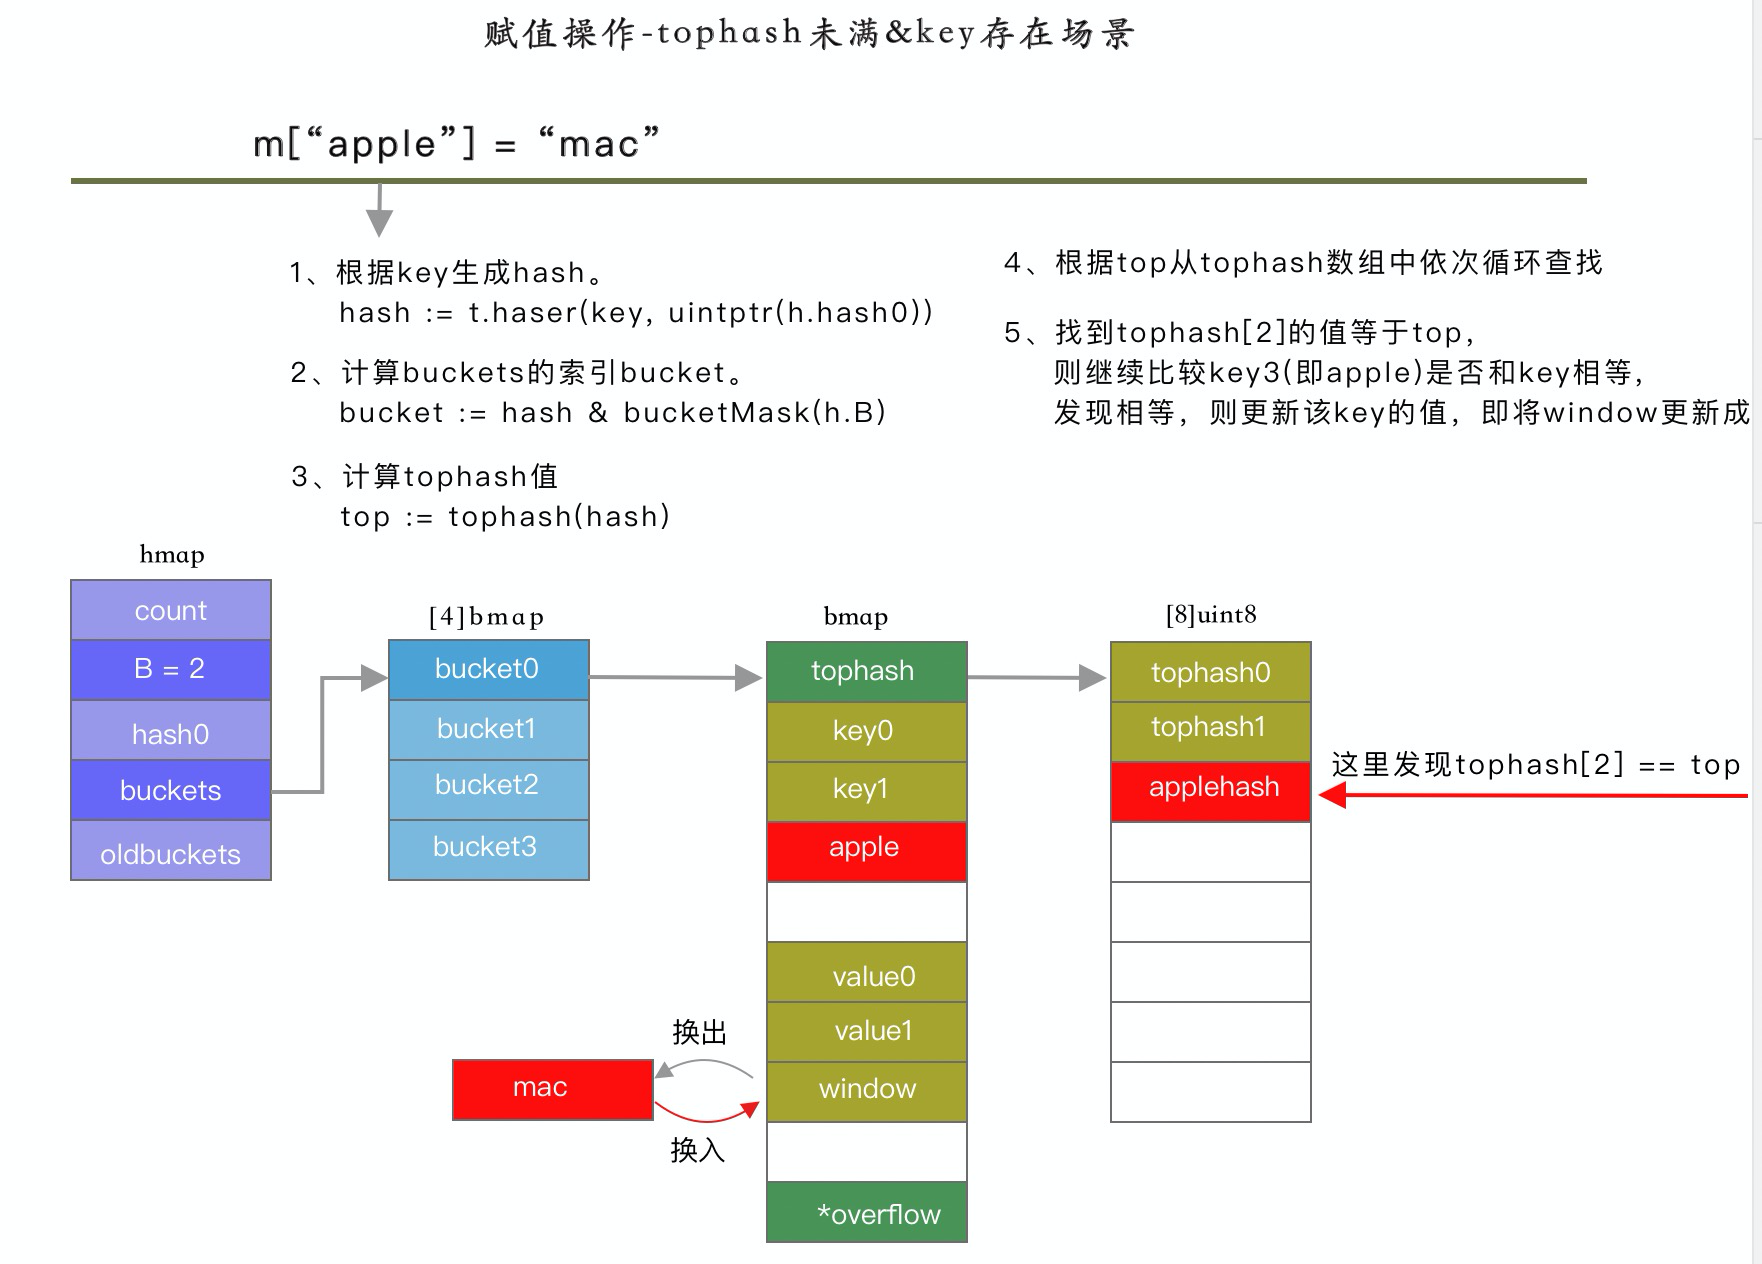 赋值操作-tophash未满&key存在场景
m[“apple”] = “mac”
1、根据key生成hash。
hash := t.haser(key, uintptr(h.hash0))
2、计算buckets的索引bucket。
bucket := hash & bucketMask(h.B)
3、计算tophash值
top := tophash(hash)
4、根据top从tophash数组中依次循环查找
5、找到tophash[2]的值等于top,
则继续比较key3(即apple)是否和key相等,
发现相等，则更新该key的值，即将window更新成
hmap
count
B = 2
hash0
buckets
oldbuckets
[4]bmap
bucket0
bucket1
bucket2
bucket3
bmap
tophash
key0
key1
apple
value0
value1
window
*overflow
换出
mac
换入
[8]uint8
tophash0
tophash1
applehash
这里发现tophash[2] == top